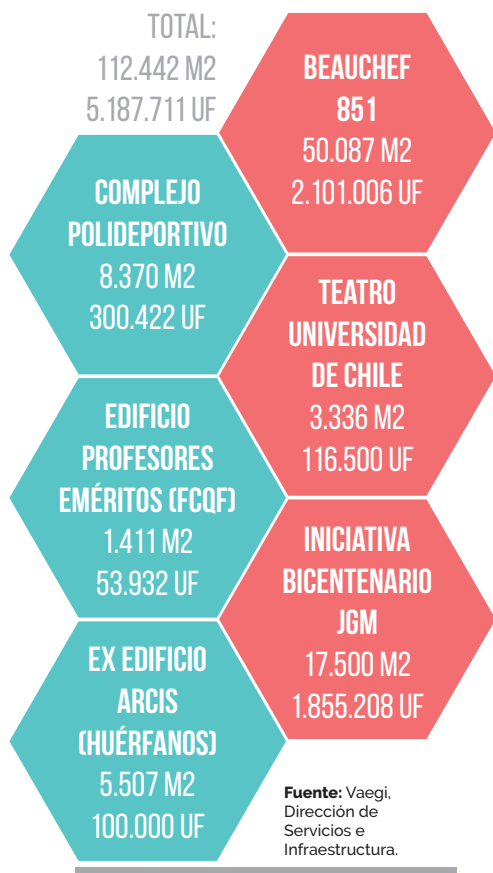 TOTAL:
112.442 M2
5.187.711 UF
BEAUCHEF
851
50.087 M2
2.101.006 UF
COMPLEJO
POLIDEPORTIVO
8.370 M2
300.422 UF
TEATRO
UNIVERSIDAD
DE CHILE
3.336 M2
116.500 UF
EDIFICIO
PROFESORES
EMÉRITOS (FCQF)
1.411 M2
53.932 UF
INICIATIVA
BICENTENARIO
JGM
17.500 M2
1.855.208 UF
EX EDIFICIO
ARCIS
(HUÉRFANOS)
5.507 M2
100.000 UF
Fuente: Vaegi,
Dirección de
Servicios e
Infraestructura.